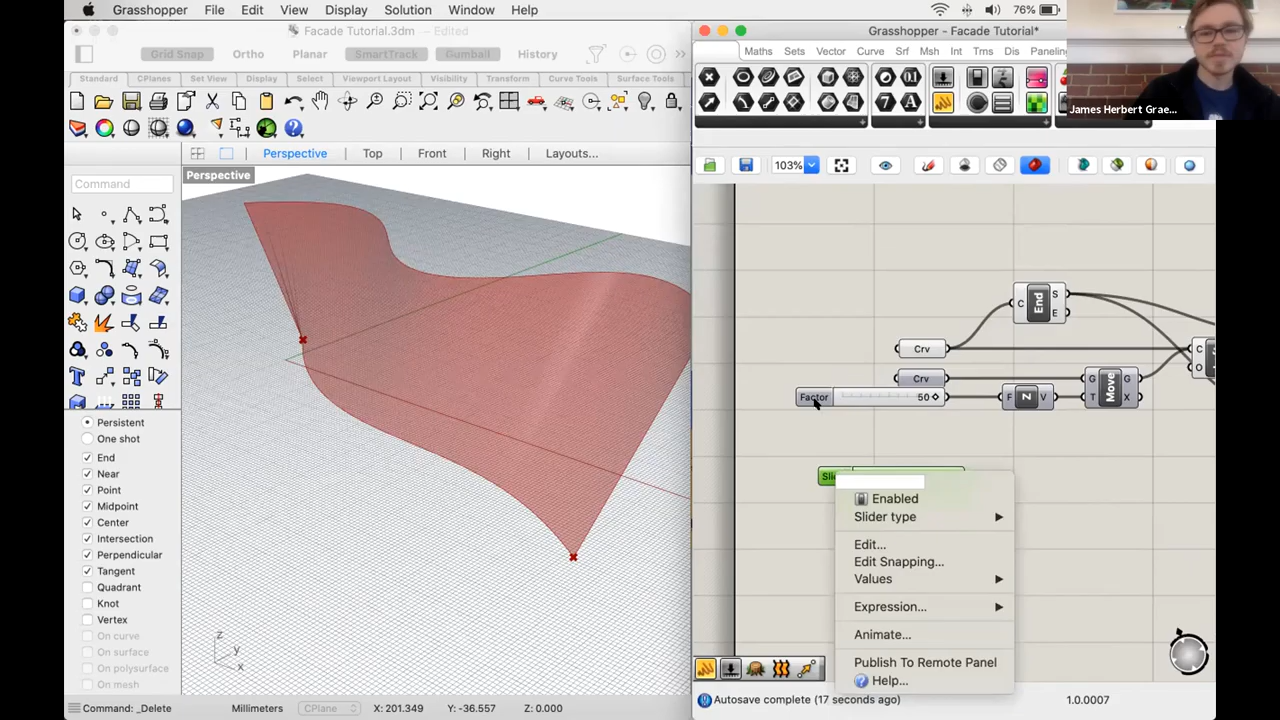 Grasshopper File Edit View Display Solution Window Help 76%
Facade Tutorial.3dm — Edited
Grid Snap Ortho Planar SmartTrack Gumball History
Standard CPlanes Set View Display Select Viewport Layout Visibility Transform Curve Tools Surface Tools
Perspective Top Front Right Layouts...
Perspective
Command
Persistent
One shot
End
Near
Point
Midpoint
Center
Intersection
Perpendicular
Tangent
Quadrant
Knot
Vertex
On curve
On surface
On polysurface
On mesh
z
y
x
Command: _Delete Millimeters CPlane X: 201.349 Y: -36.557 Z: 0.000
Grasshopper - Facade Tutorial*
Maths Sets Vector Curve Srf Msh Int Trns Dis Paneling
James Herbert Grae...
103%
C End S
E
Crv
Crv
C
O
Factor 50
F Z V
G Move G
T X
Sli
Enabled
Slider type
Edit...
Edit Snapping...
Values
Expression...
Animate...
Publish To Remote Panel
Help...
Autosave complete (17 seconds ago) 1.0.0007